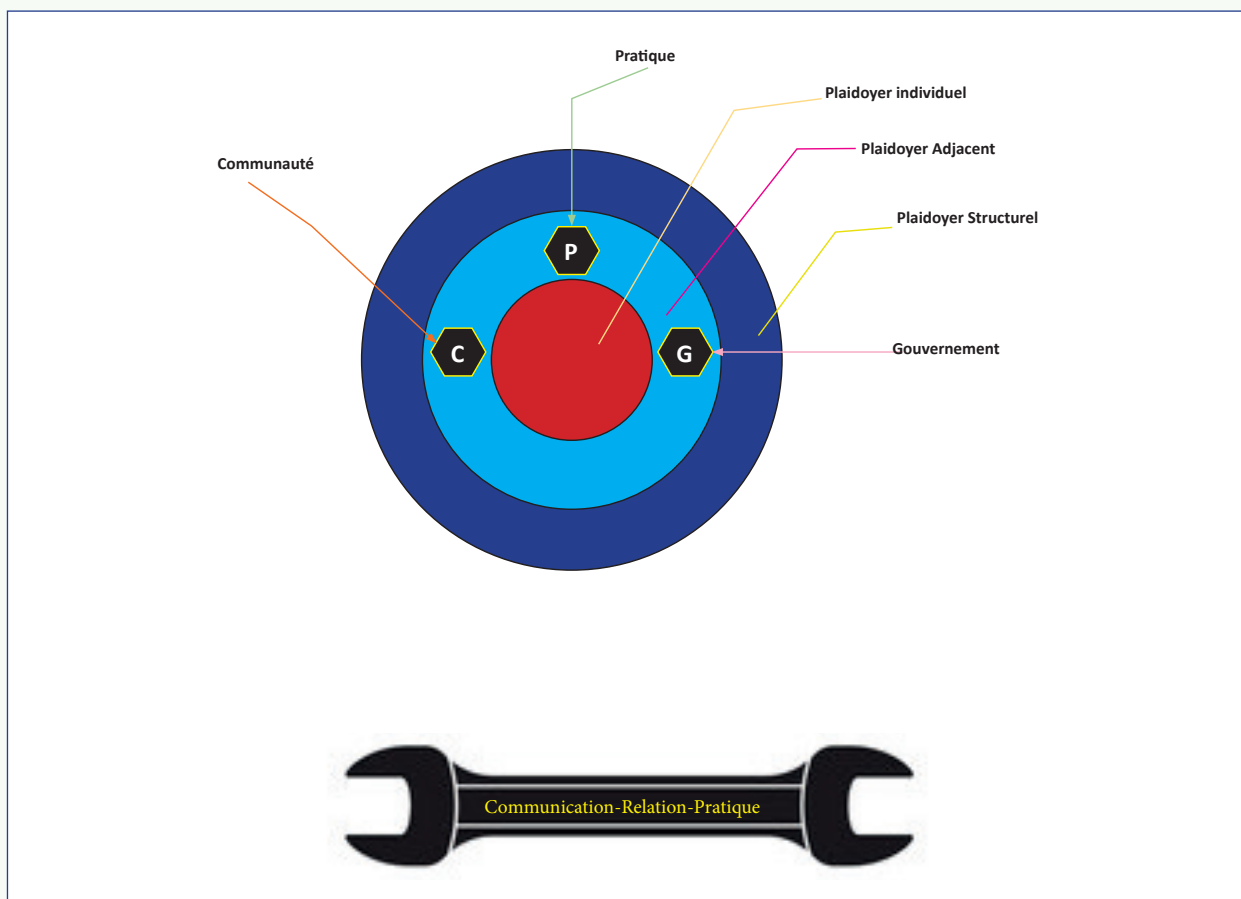 Pratique
Plaidoyer individuel
Plaidoyer Adjacent
Communauté
Plaidoyer Structurel
P
C
G
Gouvernement
Communication-Relation-Pratique